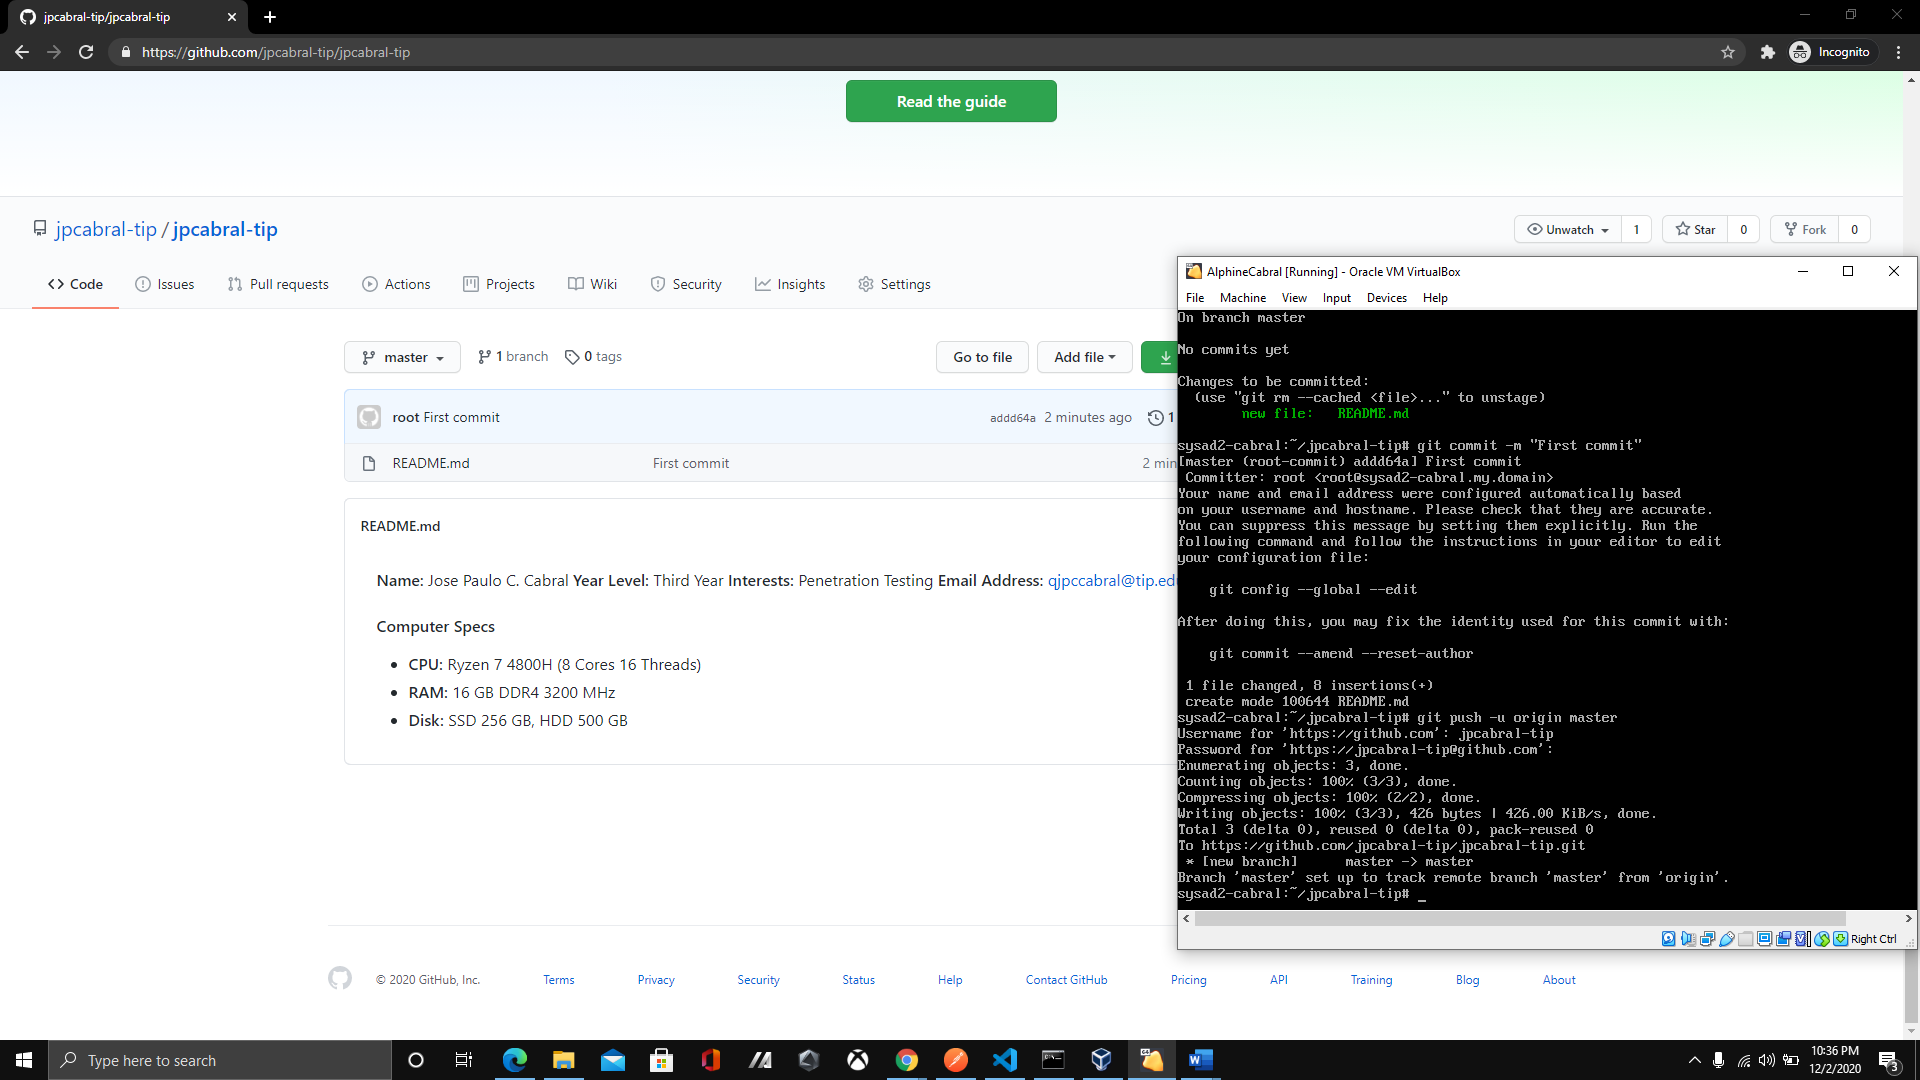 jpcabral-tip/jpcabral-tip
https://github.com/jpcabral-tip/jpcabral-tip
Incognito
Read the guide
jpcabral-tip / jpcabral-tip
Unwatch 1
Star 0
Fork 0
Code
Issues
Pull requests
Actions
Projects
Wiki
Security
Insights
Settings
master
1 branch
0 tags
Go to file
Add file
root First commit
addd64a 2 minutes ago
1
README.md
First commit
2 min
README.md
Name: Jose Paulo C. Cabral Year Level: Third Year Interests: Penetration Testing Email Address: qjpccabral@tip.ed
Computer Specs
CPU: Ryzen 7 4800H (8 Cores 16 Threads)
RAM: 16 GB DDR4 3200 MHz
Disk: SSD 256 GB, HDD 500 GB
AlphineCabral [Running] - Oracle VM VirtualBox
File Machine View Input Devices Help
On branch master
No commits yet
Changes to be committed:
(use "git rm --cached <file>..." to unstage)
new file: README.md
sysad2-cabral:~/jpcabral-tip# git commit -m "First commit"
[master (root-commit) addd64a] First commit
Committer: root <root@sysad2-cabral.my.domain>
Your name and email address were configured automatically based
on your username and hostname. Please check that they are accurate.
You can suppress this message by setting them explicitly. Run the
following command and follow the instructions in your editor to edit
your configuration file:
git config --global --edit
After doing this, you may fix the identity used for this commit with:
git commit --amend --reset-author
1 file changed, 8 insertions(+)
create mode 100644 README.md
sysad2-cabral:~/jpcabral-tip# git push -u origin master
Username for 'https://github.com': jpcabral-tip
Password for 'https://jpcabral-tip@github.com':
Enumerating objects: 3, done.
Counting objects: 100% (3/3), done.
Compressing objects: 100% (2/2), done.
Writing objects: 100% (3/3), 426 bytes | 426.00 KiB/s, done.
Total 3 (delta 0), reused 0 (delta 0), pack-reused 0
To https://github.com/jpcabral-tip/jpcabral-tip.git
* [new branch] master -> master
Branch 'master' set up to track remote branch 'master' from 'origin'.
sysad2-cabral:~/jpcabral-tip# _
Right Ctrl
© 2020 GitHub, Inc.
Terms
Privacy
Security
Status
Help
Contact GitHub
Pricing
API
Training
Blog
About
Type here to search
10:36 PM
12/2/2020
3